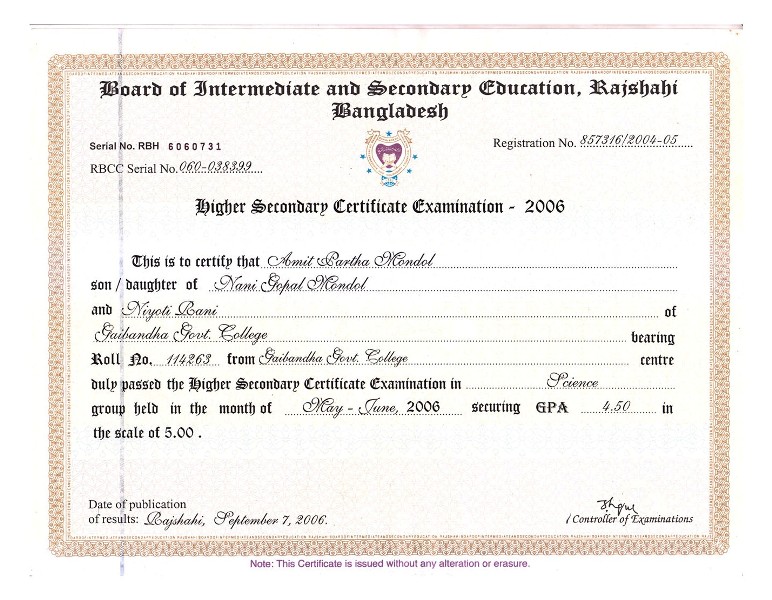 Board of Intermediate and Secondary Education, Rajshahi
Bangladesh
Serial No. RBH 6060731
Registration No. 857316/2004-05
RBCC Serial No. 060-038399
Higher Secondary Certificate Examination - 2006
This is to certify that Amit Partha Mondol
son / daughter of Nani Gopal Mondol
and Niyoti Rani of
Gaibandha Govt. College bearing
Roll No. 114263 from Gaibandha Govt. College centre
duly passed the Higher Secondary Certificate Examination in Science
group held in the month of May - June, 2006 securing GPA 4.50 in
the scale of 5.00 .
Date of publication
of results: Rajshahi, September 7, 2006.
Controller of Examinations
Note: This Certificate is issued without any alteration or erasure.